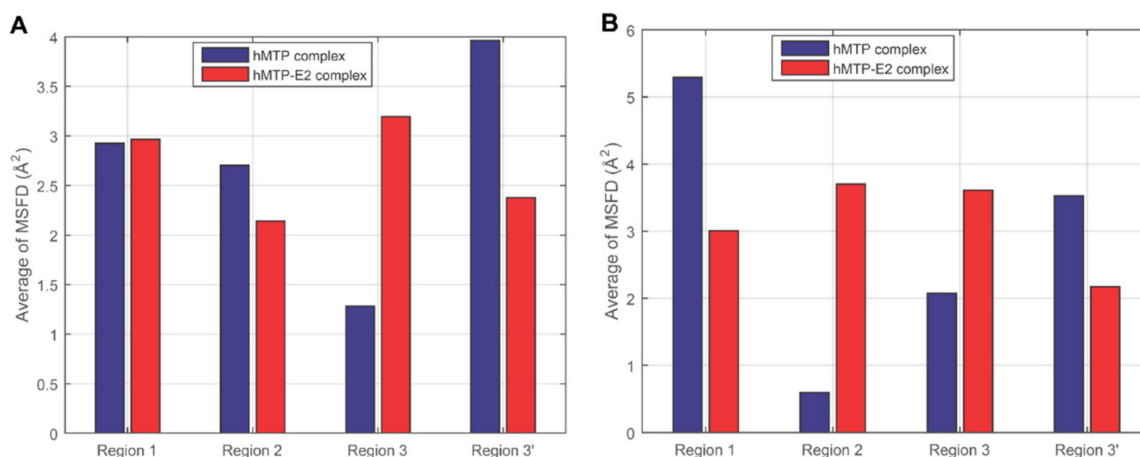 A
Average of MSFD (Å²)
4
3.5
3
2.5
2
1.5
1
0.5
0
hMTP complex
hMTP-E2 complex
Region 1 Region 2 Region 3 Region 3'
B
Average of MSFD (Å²)
6
5
4
3
2
1
0
hMTP complex
hMTP-E2 complex
Region 1 Region 2 Region 3 Region 3'